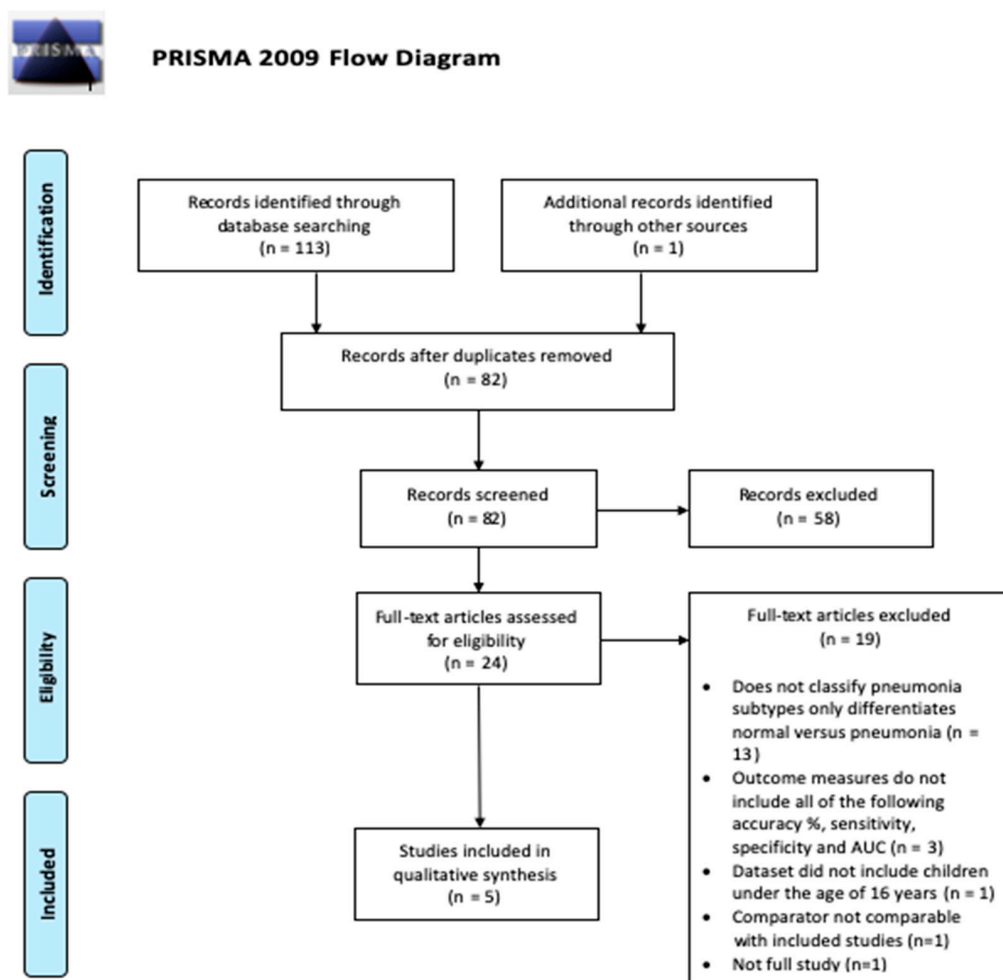 PRISMA
PRISMA 2009 Flow Diagram
Identification
Records identified through
database searching
(n = 113)
Additional records identified
through other sources
(n = 1)
Records after duplicates removed
(n = 82)
Screening
Records screened
(n = 82)
Records excluded
(n = 58)
Eligibility
Full-text articles assessed
for eligibility
(n = 24)
Full-text articles excluded
(n = 19)
• Does not classify pneumonia
subtypes only differentiates
normal versus pneumonia (n =
13)
• Outcome measures do not
include all of the following
accuracy %, sensitivity,
specificity and AUC (n = 3)
• Dataset did not include children
under the age of 16 years (n = 1)
• Comparator not comparable
with included studies (n=1)
• Not full study (n=1)
Included
Studies included in
qualitative synthesis
(n = 5)